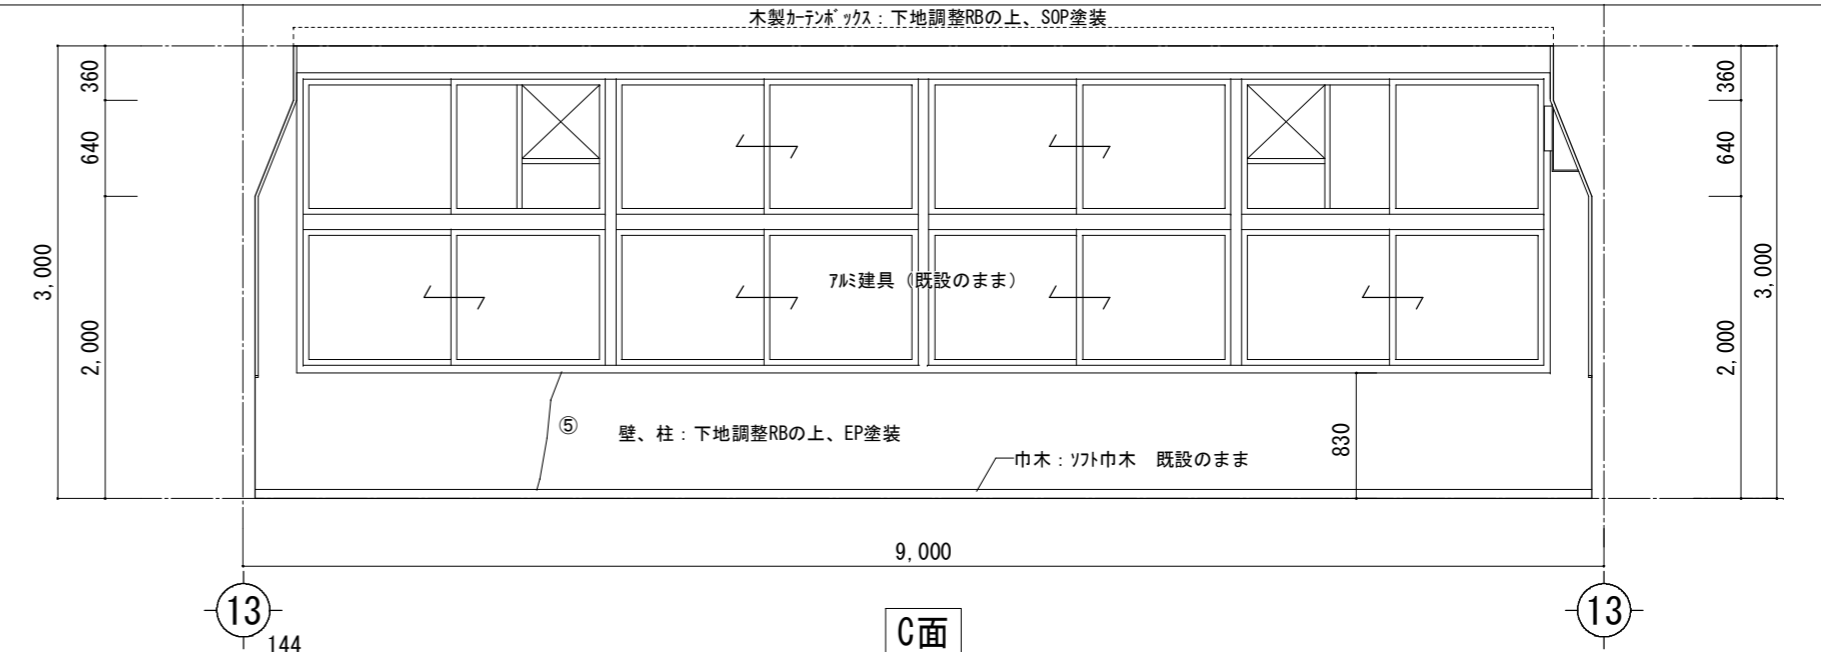 木製ｶｰﾃﾝﾎﾞｯｸｽ：下地調整RBの上、SOP塗装
360
640
3,000
2,000
360
640
3,000
2,000
ｱﾙﾐ建具（既設のまま）
⑤
壁、柱：下地調整RBの上、EP塗装
830
巾木：ｿﾌﾄ巾木　既設のまま
9,000
13
13
144
C面